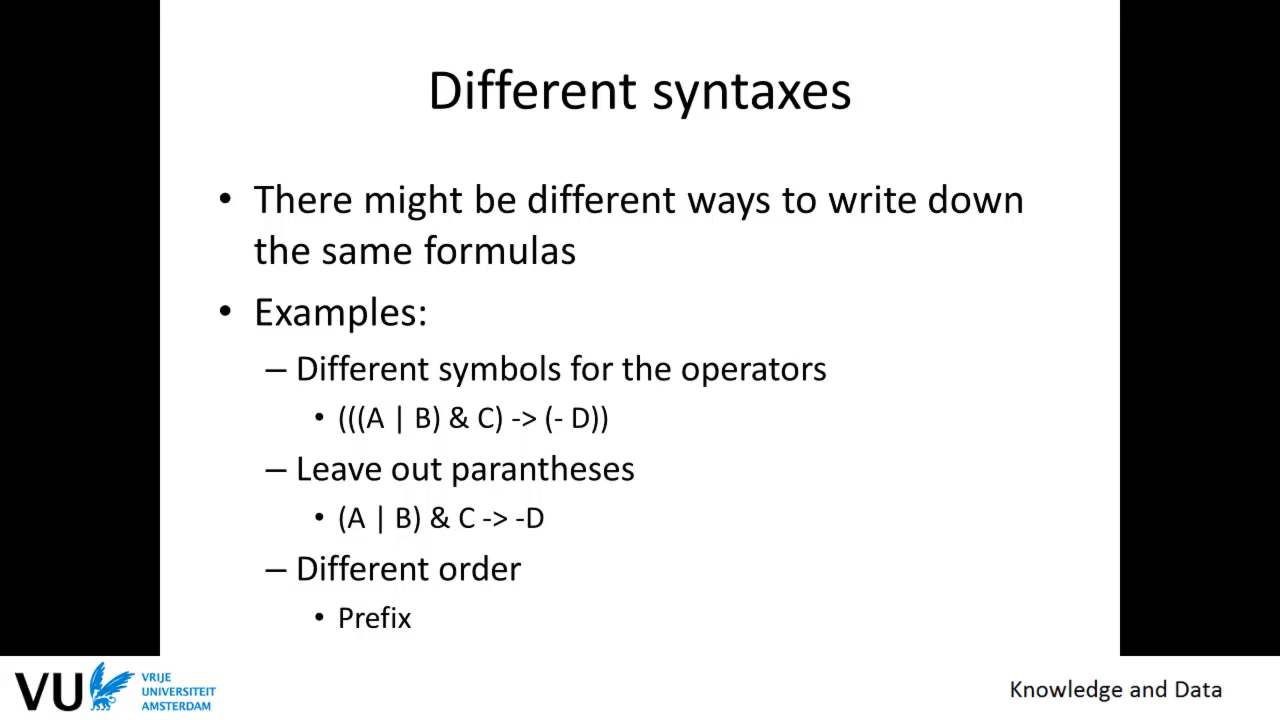 Different syntaxes
• There might be different ways to write down
the same formulas
• Examples:
– Different symbols for the operators
• (((A | B) & C) -> (- D))
– Leave out parantheses
• (A | B) & C -> -D
– Different order
• Prefix
VU VRIJE
UNIVERSITEIT
AMSTERDAM
Knowledge and Data